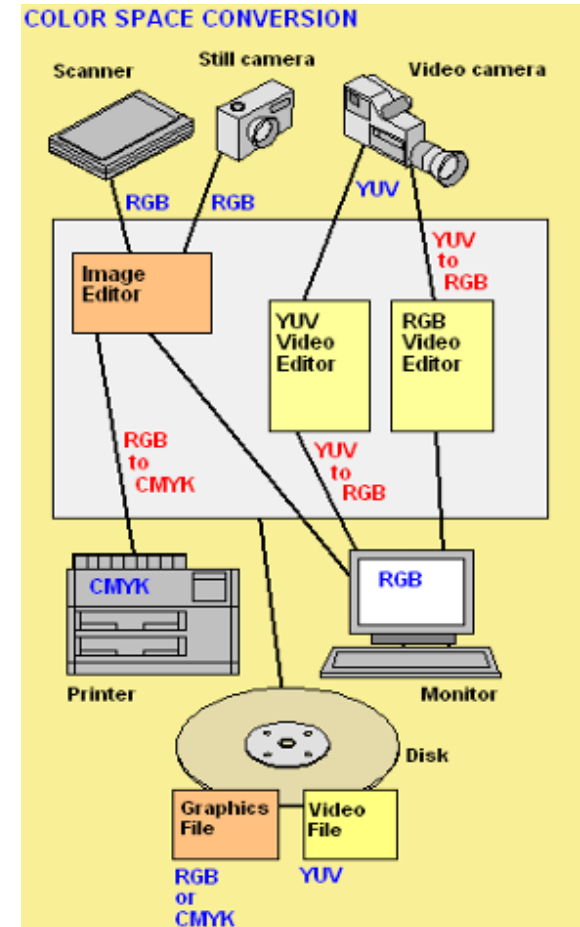 COLOR SPACE CONVERSION
Scanner
Still camera
Video camera
RGB
RGB
YUV
YUV
to
RGB
Image
Editor
YUV
Video
Editor
RGB
Video
Editor
RGB
to
CMYK
YUV
to
RGB
CMYK
RGB
Printer
Monitor
Disk
Graphics
File
Video
File
RGB
or
CMYK
YUV